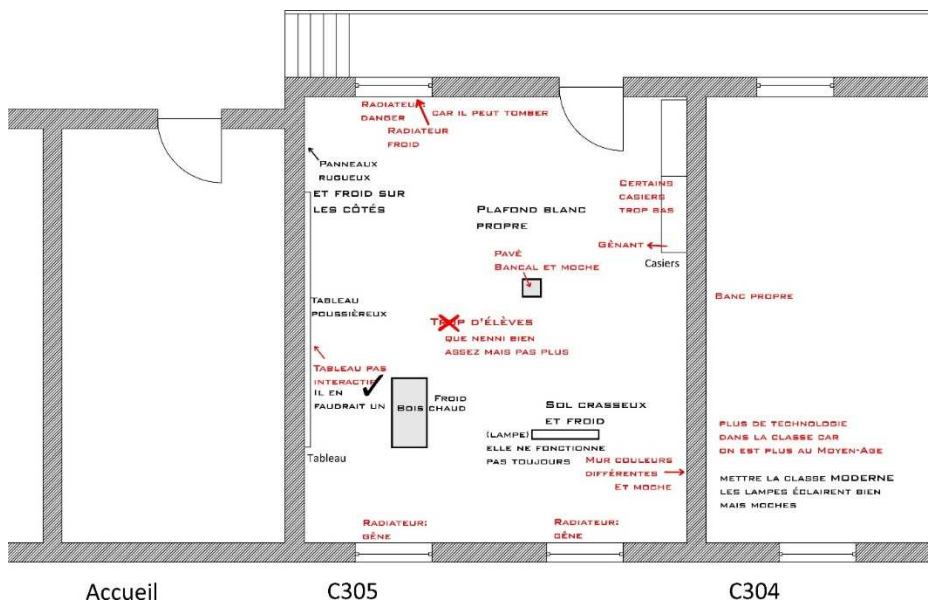 Radiateur:
danger
car il peut tomber
Radiateur
froid
Panneaux
rugueux
et froid sur
les côtés
Certains
casiers
trop bas
Plafond blanc
propre
Gênant
Casiers
Pavé
Bancal et moche
Banc propre
Tableau
poussièreux
Trop d'élèves
que nenni bien
assez mais pas plus
Tableau pas
interactif
il en
faudrait un
Bois
Froid
chaud
Sol crasseux
et froid
(lampe)
elle ne fonctionne
pas toujours
Tableau
Mur couleurs
différentes
et moche
plus de technologie
dans la classe car
on est plus au Moyen-Age
mettre la classe MODERNE
les lampes éclairent bien
mais moches
Radiateur:
gêne
Radiateur:
gêne
Accueil
C305
C304